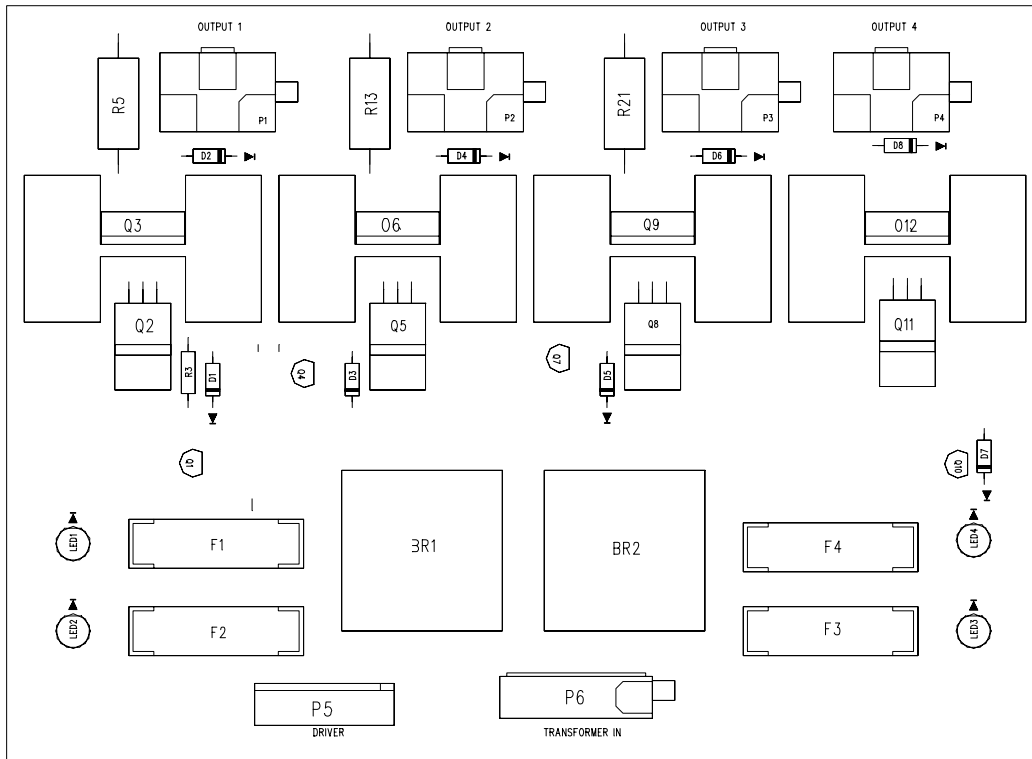 OUTPUT 1
OUTPUT 2
OUTPUT 3
OUTPUT 4
R5
P1
R13
P2
R21
P3
P4
D2
D4
D6
D8
Q3
O6
Q9
O12
Q2
Q5
Q8
Q11
R3
D1
Q4
D3
Q7
D5
Q1
Q10
D7
LED1
F1
BR1
BR2
F4
LED4
LED2
F2
F3
LED3
P5
P6
DRIVER
TRANSFORMER IN